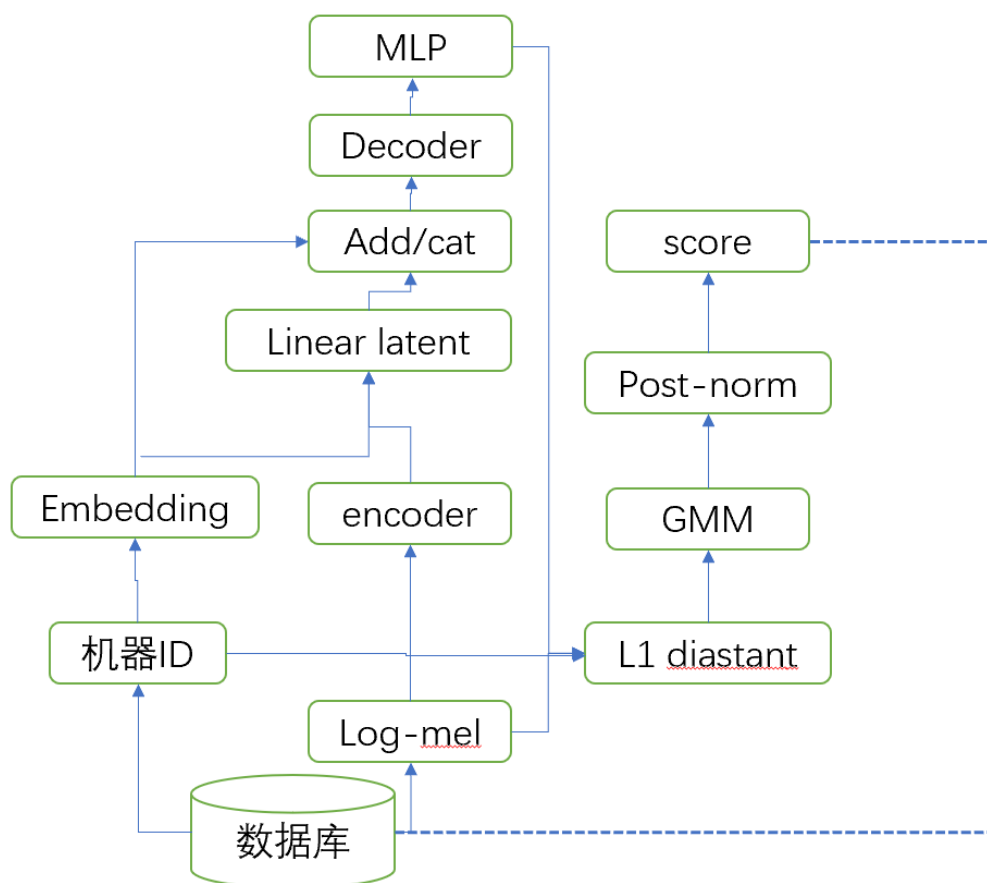 MLP
Decoder
Add/cat
score
Linear latent
Post-norm
Embedding
encoder
GMM
机器ID
L1 diastant
Log-mel
数据库